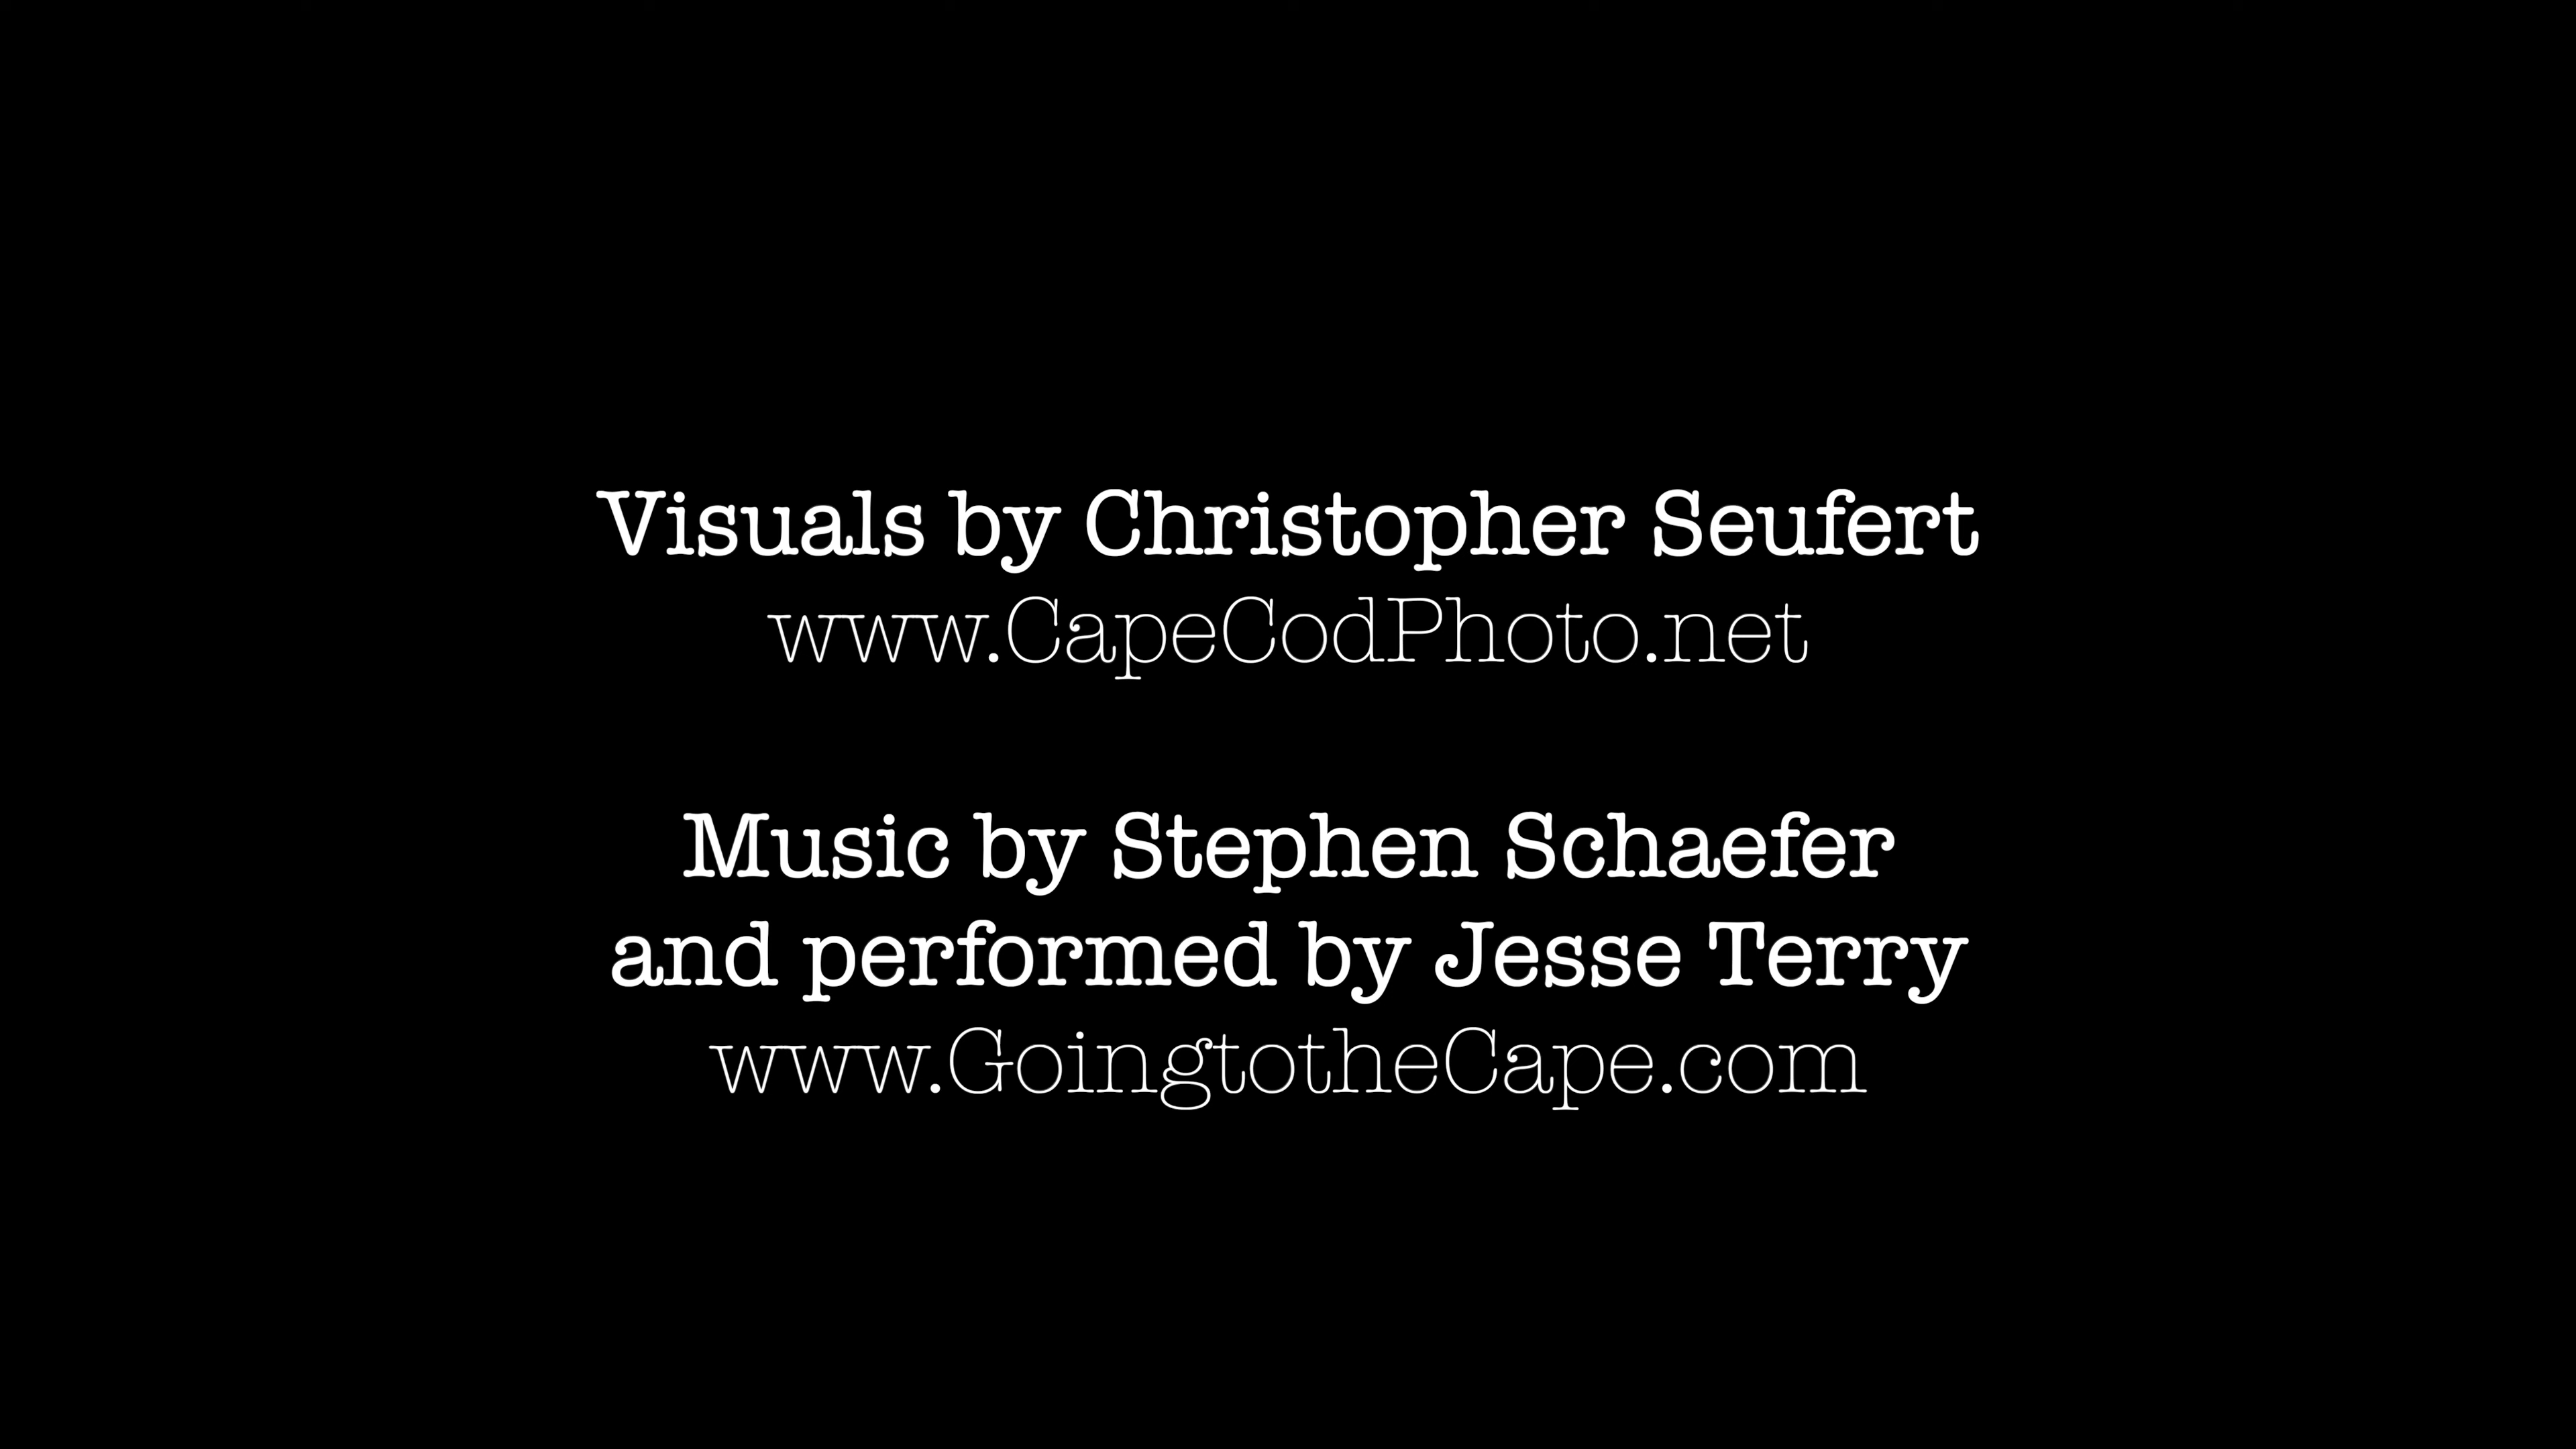 Visuals by Christopher Seufert
www.CapeCodPhoto.net
Music by Stephen Schaefer
and performed by Jesse Terry
www.GoingtotheCape.com